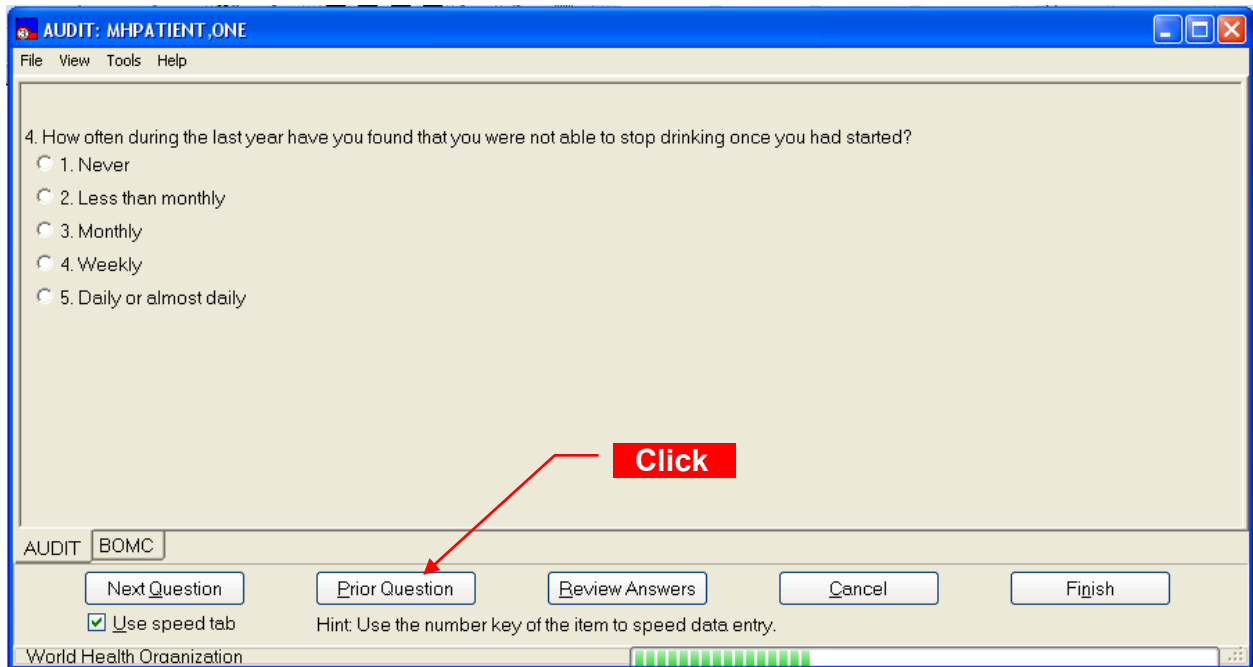 AUDIT: MHPATIENT,ONE
File View Tools Help
4. How often during the last year have you found that you were not able to stop drinking once you had started?
1. Never
2. Less than monthly
3. Monthly
4. Weekly
5. Daily or almost daily
Click
AUDIT BOMC
Next Question Prior Question Review Answers Cancel Finish
Use speed tab Hint: Use the number key of the item to speed data entry.
World Health Organization